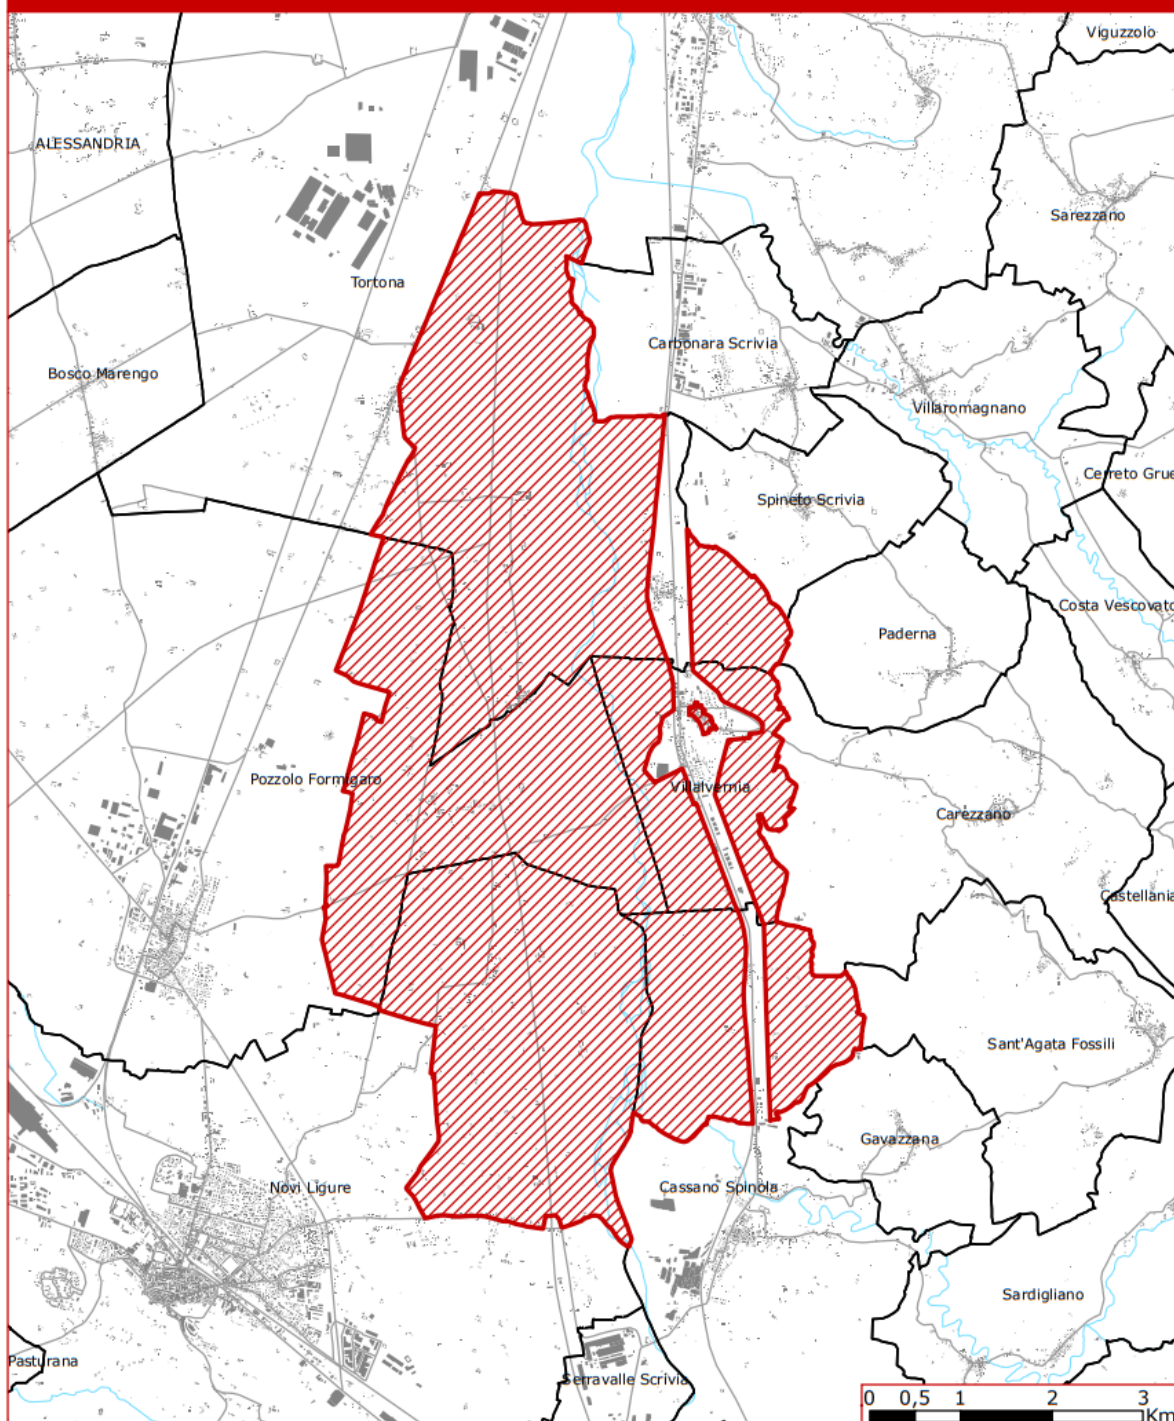 Viguzzolo
ALESSANDRIA
Sarezzano
Tortona
Carbonara Scrivia
Bosco Marengo
Villaromagnano
Cerreto Grue
Spineto Scrivia
Costa Vescovato
Paderna
Pozzolo Formigaro
Villalvernia
Carezzano
Castellania
Sant'Agata Fossili
Gavazzana
Novi Ligure
Cassano Spinola
Sardigliano
Pasturana
Serravalle Scrivia
0 0,5 1 2 3
Km